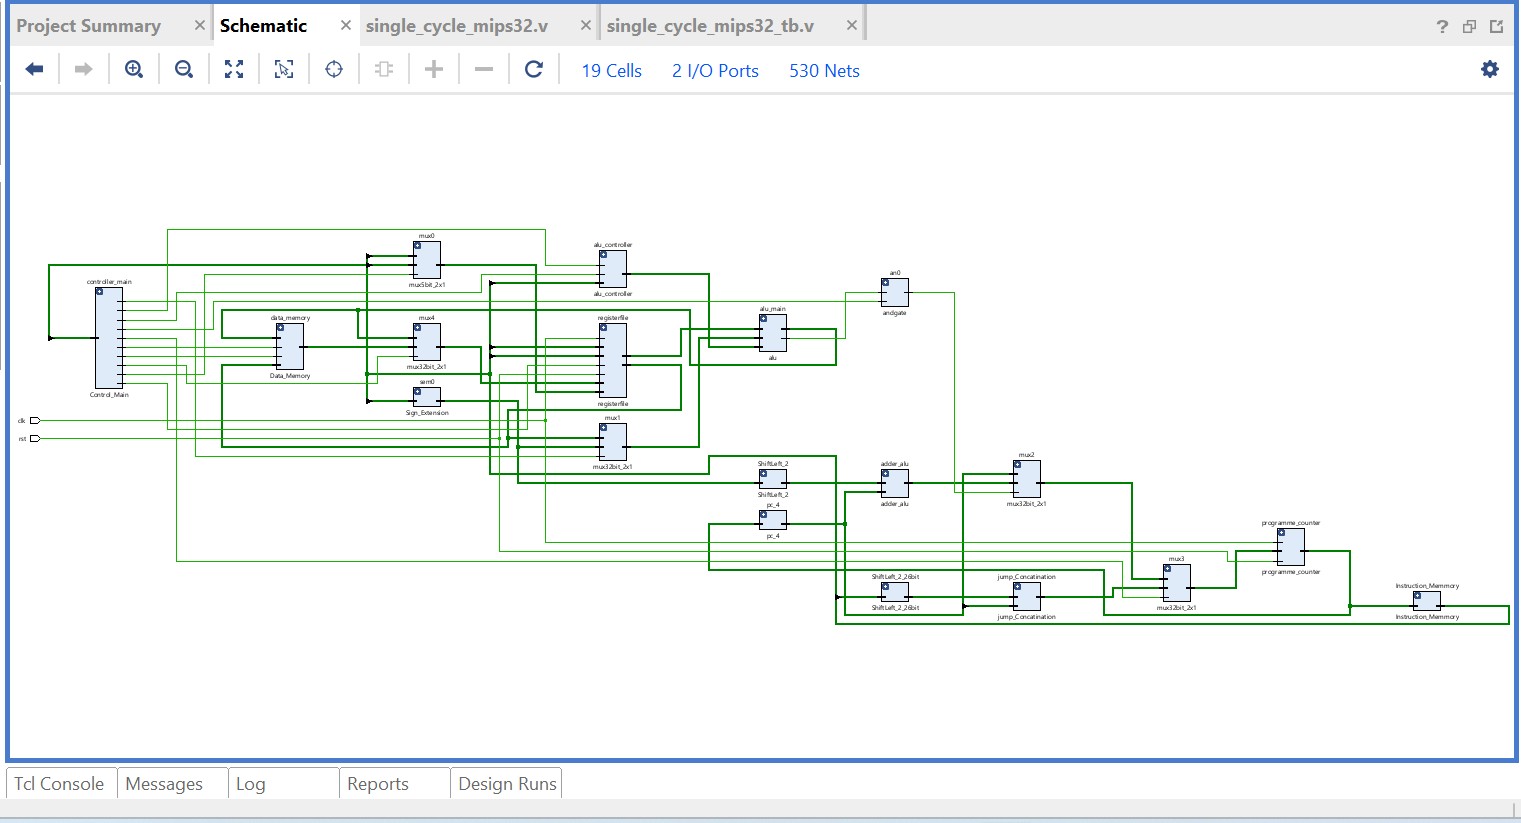 Project Summary × Schematic × single_cycle_mips32.v × single_cycle_mips32_tb.v × ?
19 Cells 2 I/O Ports 530 Nets
mux0
mux5bit_2x1
alu_controller
alu_controller
an0
andgate
controller_main
Control_Main
data_memory
Data_Memory
mux4
mux32bit_2x1
registerfile
registerfile
alu_main
alu
sem0
Sign_Extension
clk
rst
mux1
mux32bit_2x1
ShiftLeft_2
ShiftLeft_2
adder_alu
adder_alu
mux2
mux32bit_2x1
pc_4
pc_4
programme_counter
programme_counter
mux3
mux32bit_2x1
ShiftLeft_2_26bit
ShiftLeft_2_26bit
jump_Concatination
jump_Concatination
Instruction_Memmory
Instruction_Memmory
Tcl Console Messages Log Reports Design Runs